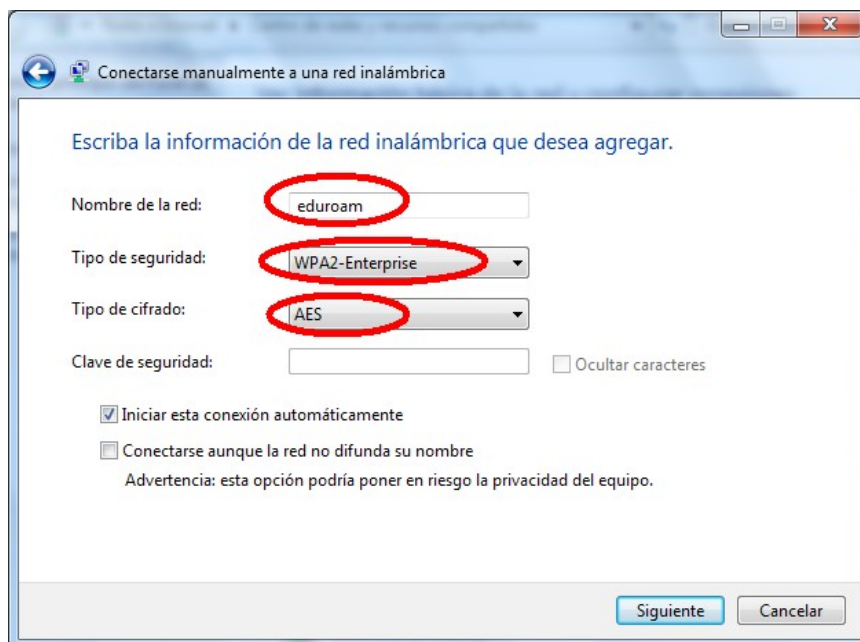 Conectarse manualmente a una red inalámbrica
Escriba la información de la red inalámbrica que desea agregar.
Nombre de la red: eduroam
Tipo de seguridad: WPA2-Enterprise
Tipo de cifrado: AES
Clave de seguridad: Ocultar caracteres
Iniciar esta conexión automáticamente
Conectarse aunque la red no difunda su nombre
Advertencia: esta opción podría poner en riesgo la privacidad del equipo.
Siguiente Cancelar